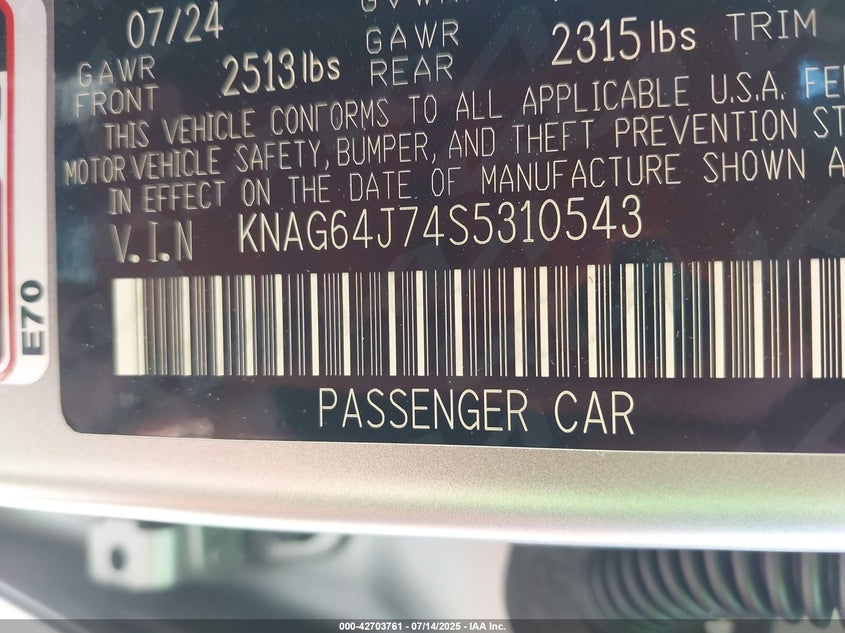 07/24
GAWR FRONT 2513 lbs GAWR REAR 2315 lbs TRIM
THIS VEHICLE CONFORMS TO ALL APPLICABLE U.S.A.
MOTOR VEHICLE SAFETY, BUMPER, AND THEFT PREVENTION
IN EFFECT ON THE DATE OF MANUFACTURE SHOWN
V.I.N KNAG64J74S5310543
PASSENGER CAR
E70
000-42703761 - 07/14/2025 - IAA Inc.